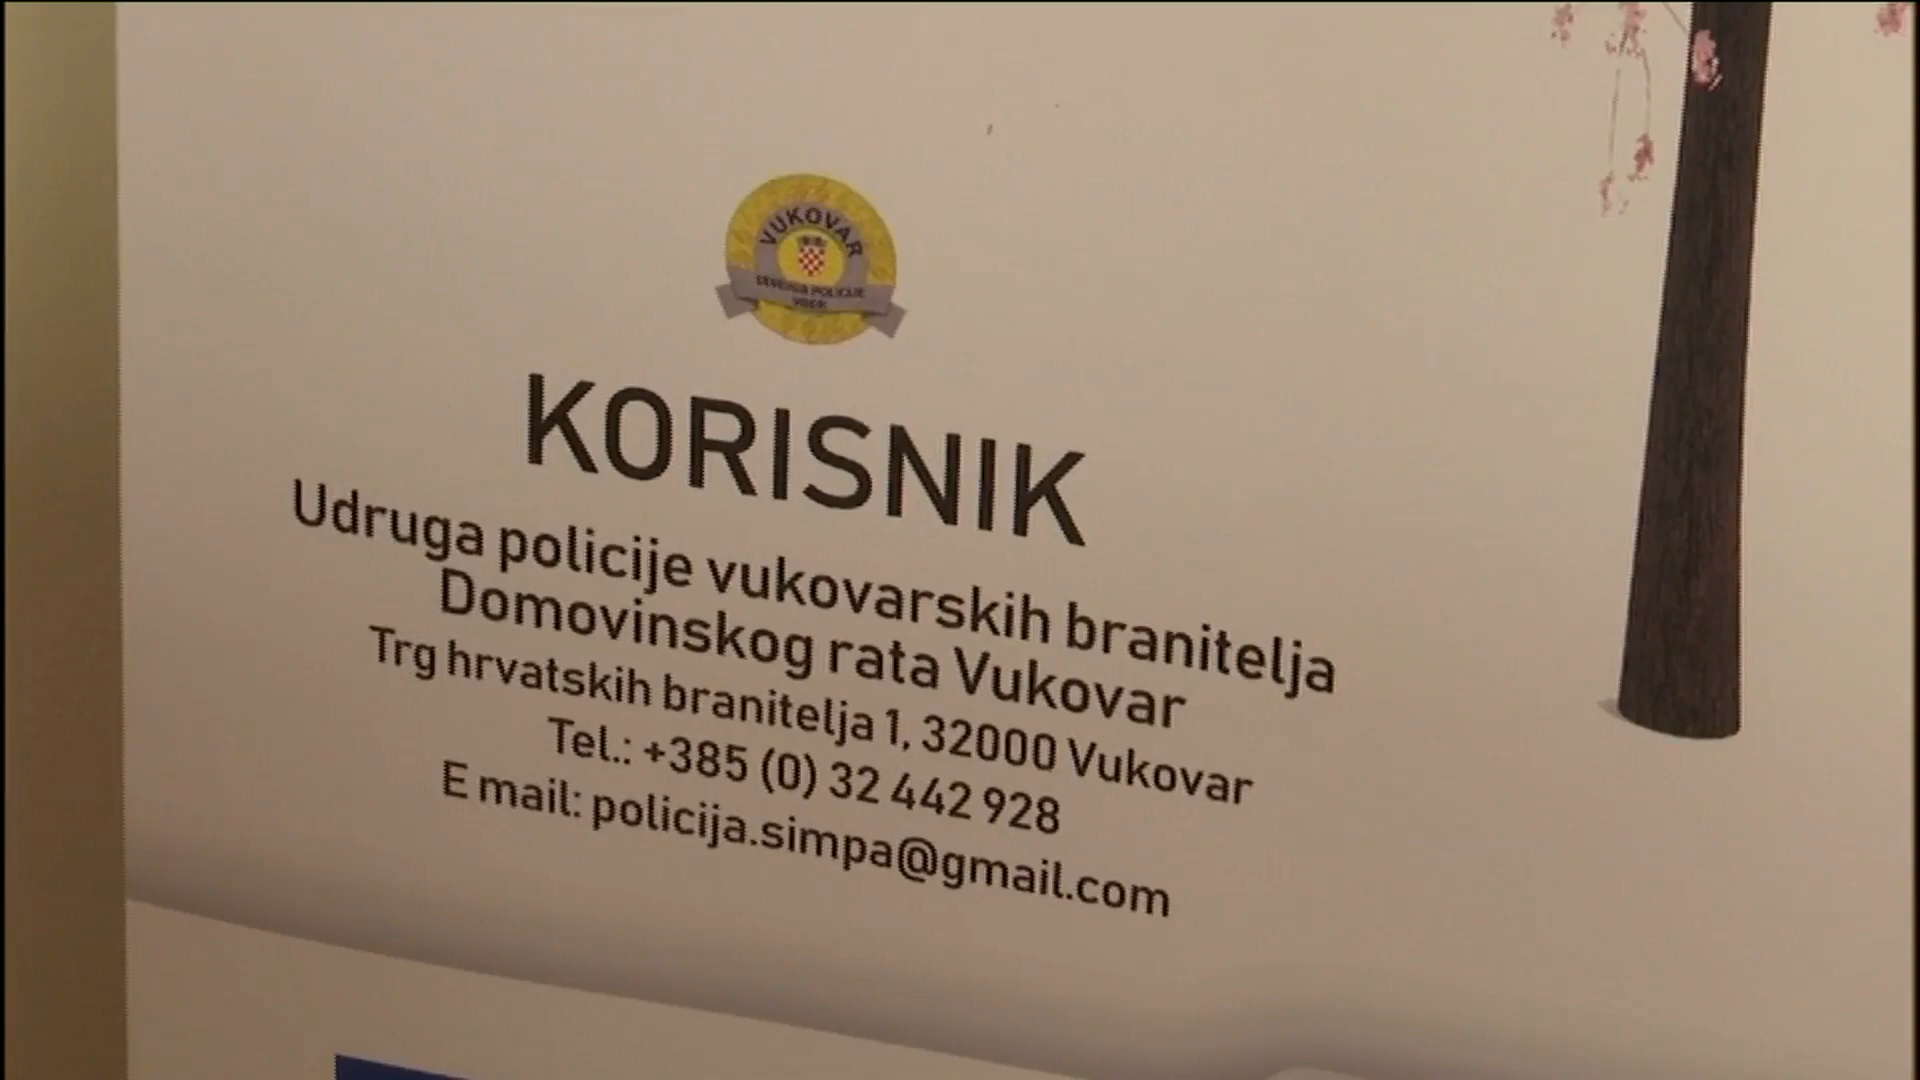 VUKOVAR
KORISNIK
Udruga policije vukovarskih branitelja
Domovinskog rata Vukovar
Trg hrvatskih branitelja 1, 32000 Vukovar
Tel.: +385 (0) 32 442 928
E mail: policija.simpa@gmail.com